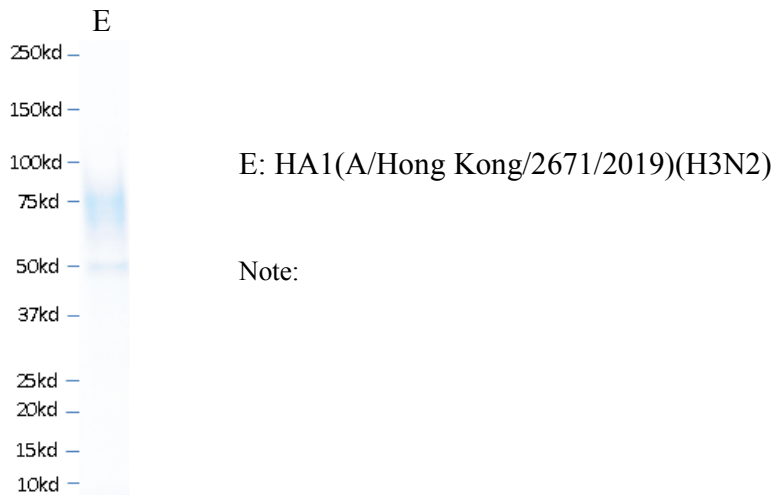 E
250kd
150kd
100kd
E: HA1(A/Hong Kong/2671/2019)(H3N2)
75kd
50kd
Note:
37kd
25kd
20kd
15kd
10kd